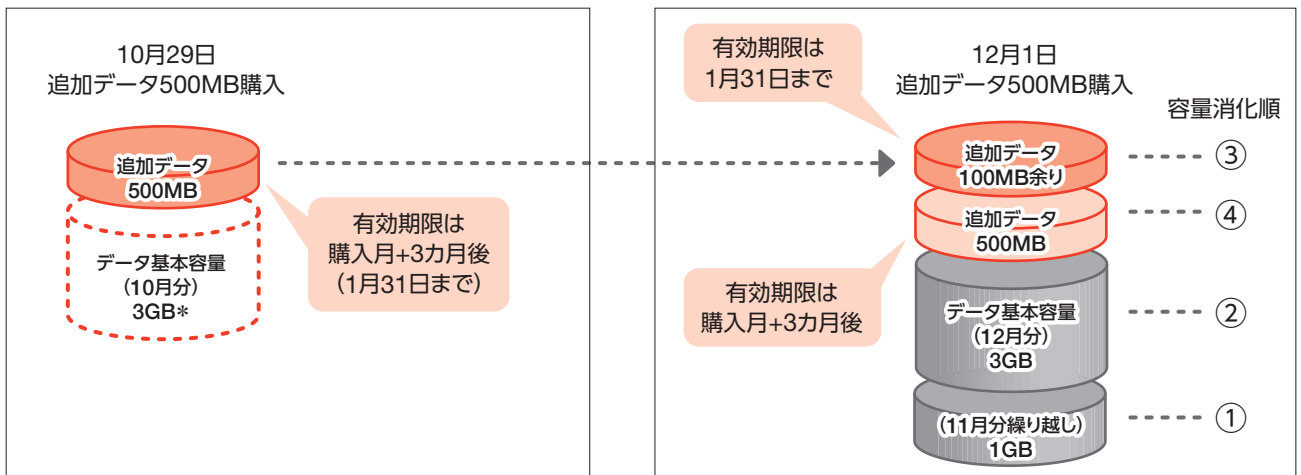 10月29日
追加データ500MB購入
追加データ
500MB
データ基本容量
(10月分)
3GB*
有効期限は
購入月+3カ月後
(1月31日まで)
有効期限は
1月31日まで
12月1日
追加データ500MB購入
容量消化順
追加データ
100MB余り
③
追加データ
500MB
④
有効期限は
購入月+3カ月後
データ基本容量
(12月分)
3GB
②
(11月分繰り越し)
1GB
①